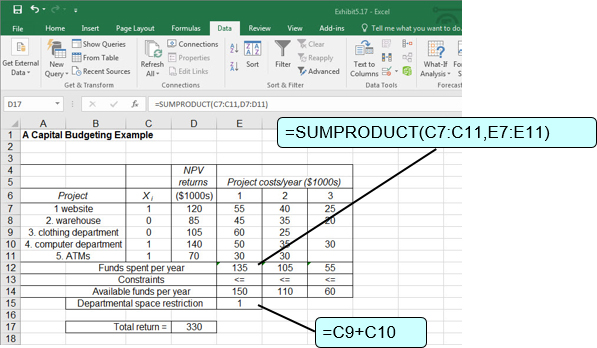 Exhibit5.17 - Excel
File Home Insert Page Layout Formulas Data Review View Tell me what you want to do
Get External Data New Query Show Queries From Table Recent Sources Refresh All Connections Properties Edit Links Sort Filter Clear Reapply Advanced Text to Columns What-If Analysis
Get & Transform Connections Sort & Filter Data Tools
D17 fx =SUMPRODUCT(C7:C11,D7:D11)
A B C D E F G H I J K
1 A Capital Budgeting Example
2
3
=SUMPRODUCT(C7:C11,E7:E11)
4 NPV
5 returns Project costs/year ($1000s)
6 Project Xi ($1000s) 1 2 3
7 1 website 1 120 55 40 25
8 2. warehouse 0 85 45 35 20
9 3. clothing department 0 105 60 25
10 4. computer department 1 140 50 35 30
11 5. ATMs 1 70 30 30
12 Funds spent per year 135 105 55
13 Constraints <= <= <=
14 Available funds per year 150 110 60
15 Departmental space restriction 1
16
17 Total return = 330
=C9+C10
18